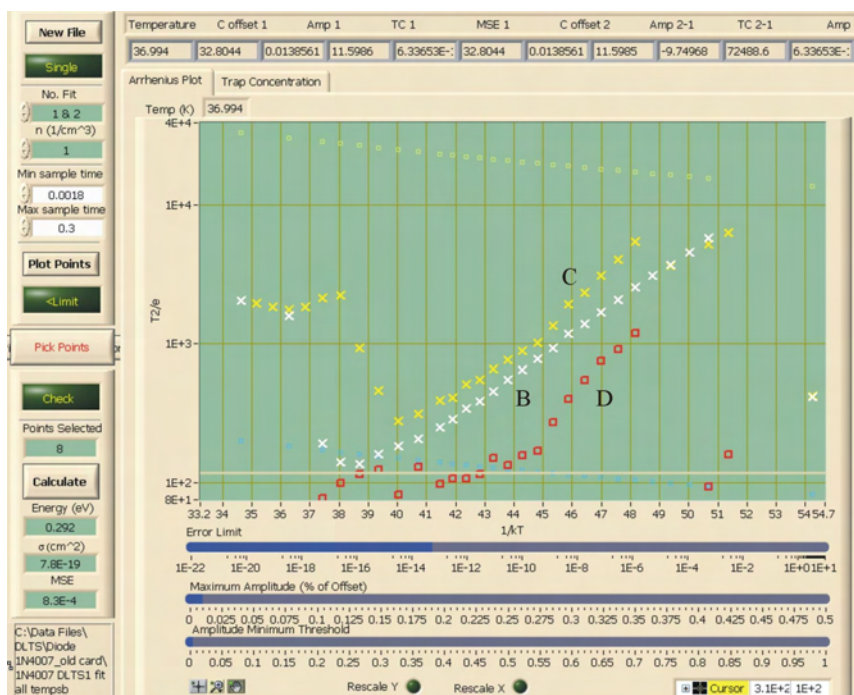 New File
Single
No. Fit
1 & 2
n (1/cm^3)
1
Min sample time
0.0018
Max sample time
0.3
Plot Points
<Limit
Pick Points
Check
Points Selected
8
Calculate
Energy (eV)
0.292
σ(cm^2)
7.8E-19
MSE
8.3E-4
C:\Data Files\
DLTS\Diode
1N4007_old card\
1N4007 DLTS1 fit
all tempsb
Temperature C offset 1 Amp 1 TC 1 MSE 1 C offset 2 Amp 2-1 TC 2-1 Amp
36.994 32.8044 0.0138561 11.5986 6.33653E-: 32.8044 0.0138561 11.5985 -9.74968 72488.6 6.33653E-:
Arrhenius Plot Trap Concentration
Temp (K) 36.994
4E+4
1E+4
1E+3
1E+2
8E+1
T2/e
C
B
D
33.2 34 35 36 37 38 39 40 41 42 43 44 45 46 47 48 49 50 51 52 53 54 54.7
1/kT
Error Limit
1E-22 1E-20 1E-18 1E-16 1E-14 1E-12 1E-10 1E-8 1E-6 1E-4 1E-2 1E+01E+1
Maximum Amplitude (% of Offset)
0 0.025 0.05 0.075 0.1 0.125 0.15 0.175 0.2 0.225 0.25 0.275 0.3 0.325 0.35 0.375 0.4 0.425 0.45 0.475 0.5
Amplitude Minimum Threshold
0 0.05 0.1 0.15 0.2 0.25 0.3 0.35 0.4 0.45 0.5 0.55 0.6 0.65 0.7 0.75 0.8 0.85 0.9 0.95 1
Rescale Y Rescale X
Cursor 3.1E+2 1E+2